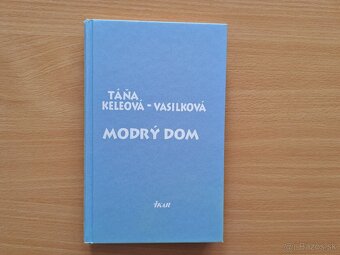 TÁŇA
KELEOVÁ-VASILKOVÁ
MODRÝ DOM
IKAR